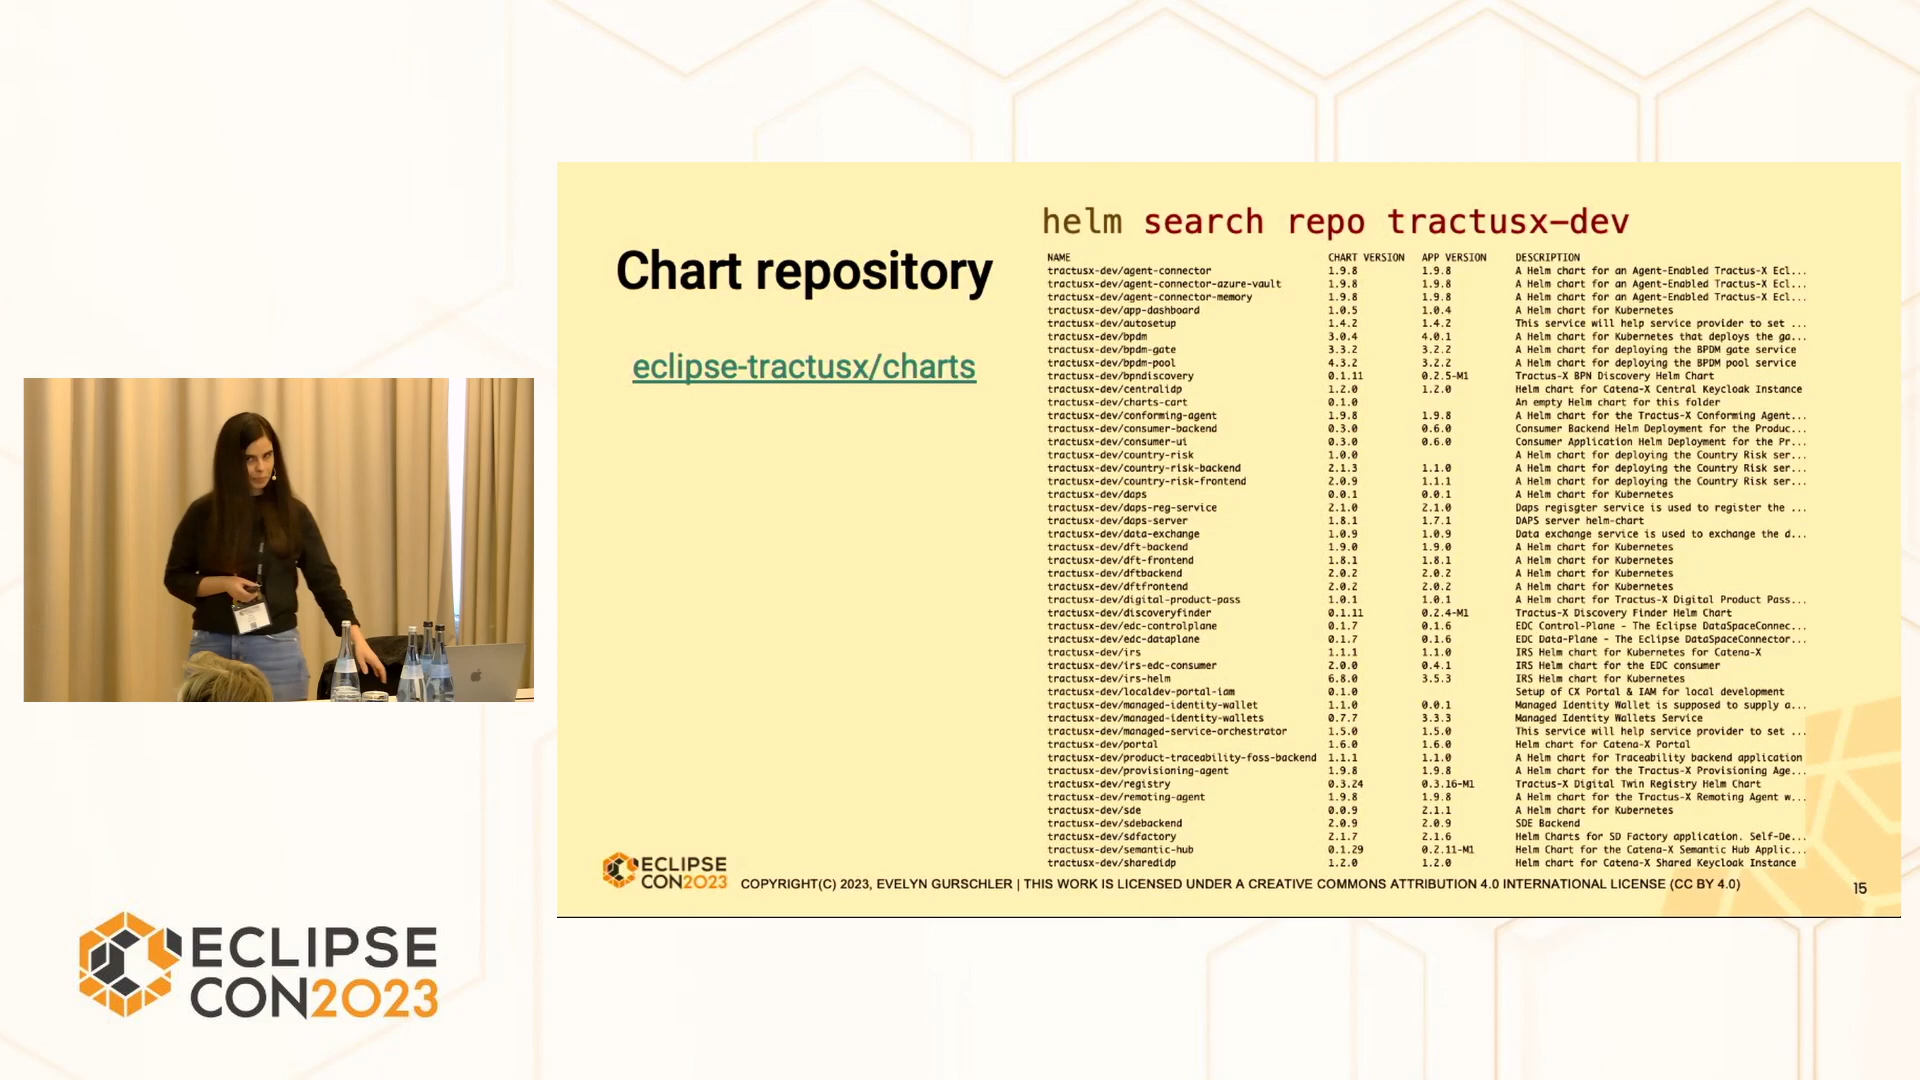 Chart repository
eclipse-tractusx/charts
helm search repo tractusx-dev
NAME CHART VERSION APP VERSION DESCRIPTION
tractusx-dev/agent-connector 1.9.8 1.9.8 A Helm chart for an Agent-Enabled Tractus-X Ecl...
tractusx-dev/agent-connector-azure-vault 1.9.8 1.9.8 A Helm chart for an Agent-Enabled Tractus-X Ecl...
tractusx-dev/agent-connector-memory 1.9.8 1.9.8 A Helm chart for an Agent-Enabled Tractus-X Ecl...
tractusx-dev/app-dashboard 1.0.5 1.0.4 A Helm chart for Kubernetes
tractusx-dev/autosetup 1.4.2 1.4.2 This service will help service provider to set ...
tractusx-dev/bpdm 3.0.4 4.0.1 A Helm chart for Kubernetes that deploys the ga...
tractusx-dev/bpdm-gate 3.3.2 3.2.2 A Helm chart for deploying the BPDM gate service
tractusx-dev/bpdm-pool 4.3.2 3.2.2 A Helm chart for deploying the BPDM pool service
tractusx-dev/bpndiscovery 0.1.11 0.2.5-M1 Tractus-X BPN Discovery Helm Chart
tractusx-dev/centralidp 1.2.0 1.2.0 Helm chart for Catena-X Central Keycloak Instance
tractusx-dev/charts-cart 0.1.0 An empty Helm chart for this folder
tractusx-dev/conforming-agent 1.9.8 1.9.8 A Helm chart for the Tractus-X Conforming Agent...
tractusx-dev/consumer-backend 0.3.0 0.6.0 Consumer Backend Helm Deployment for the Produc...
tractusx-dev/consumer-ui 0.3.0 0.6.0 Consumer Application Helm Deployment for the Pr...
tractusx-dev/country-risk 1.0.0 A Helm chart for deploying the Country Risk ser...
tractusx-dev/country-risk-backend 2.1.3 1.1.0 A Helm chart for deploying the Country Risk ser...
tractusx-dev/country-risk-frontend 2.0.9 1.1.1 A Helm chart for deploying the Country Risk ser...
tractusx-dev/daps 0.0.1 0.0.1 A Helm chart for Kubernetes
tractusx-dev/daps-reg-service 2.1.0 2.1.0 Daps regisgter service is used to register the ...
tractusx-dev/daps-server 1.8.1 1.7.1 DAPS server helm-chart
tractusx-dev/data-exchange 1.0.9 1.0.9 Data exchange service is used to exchange the d...
tractusx-dev/dft-backend 1.9.0 1.9.0 A Helm chart for Kubernetes
tractusx-dev/dft-frontend 1.8.1 1.8.1 A Helm chart for Kubernetes
tractusx-dev/dftbackend 2.0.2 2.0.2 A Helm chart for Kubernetes
tractusx-dev/dftfrontend 2.0.2 2.0.2 A Helm chart for Kubernetes
tractusx-dev/digital-product-pass 1.0.1 1.0.1 A Helm chart for Tractus-X Digital Product Pass...
tractusx-dev/discoveryfinder 0.1.11 0.2.4-M1 Tractus-X Discovery Finder Helm Chart
tractusx-dev/edc-controlplane 0.1.7 0.1.6 EDC Control-Plane - The Eclipse DataSpaceConnec...
tractusx-dev/edc-dataplane 0.1.7 0.1.6 EDC Data-Plane - The Eclipse DataSpaceConnector...
tractusx-dev/irs 1.1.1 1.1.0 IRS Helm chart for Kubernetes for Catena-X
tractusx-dev/irs-edc-consumer 2.0.0 0.4.1 IRS Helm chart for the EDC consumer
tractusx-dev/irs-helm 6.8.0 3.5.3 IRS Helm chart for Kubernetes
tractusx-dev/localdev-portal-iam 0.1.0 Setup of CX Portal & IAM for local development
tractusx-dev/managed-identity-wallet 1.1.0 0.0.1 Managed Identity Wallet is supposed to supply a...
tractusx-dev/managed-identity-wallets 0.7.7 3.3.3 Managed Identity Wallets Service
tractusx-dev/managed-service-orchestrator 1.5.0 1.5.0 This service will help service provider to set ...
tractusx-dev/portal 1.6.0 1.6.0 Helm chart for Catena-X Portal
tractusx-dev/product-traceability-foss-backend 1.1.1 1.1.0 A Helm chart for Traceability backend application
tractusx-dev/provisioning-agent 1.9.8 1.9.8 A Helm chart for the Tractus-X Provisioning Age...
tractusx-dev/registry 0.3.24 0.3.16-M1 Tractus-X Digital Twin Registry Helm Chart
tractusx-dev/remoting-agent 1.9.8 1.9.8 A Helm chart for the Tractus-X Remoting Agent w...
tractusx-dev/sde 0.0.9 2.1.1 A Helm chart for Kubernetes
tractusx-dev/sdebackend 2.0.9 2.0.9 SDE Backend
tractusx-dev/sdfactory 2.1.7 2.1.6 Helm Charts for SD Factory application. Self-De...
tractusx-dev/semantic-hub 0.1.29 0.2.11-M1 Helm Chart for the Catena-X Semantic Hub Applic...
tractusx-dev/sharedidp 1.2.0 1.2.0 Helm chart for Catena-X Shared Keycloak Instance
ECLIPSE
CON2023
COPYRIGHT(C) 2023, EVELYN GURSCHLER | THIS WORK IS LICENSED UNDER A CREATIVE COMMONS ATTRIBUTION 4.0 INTERNATIONAL LICENSE (CC BY 4.0)
15
ECLIPSE
CON2023